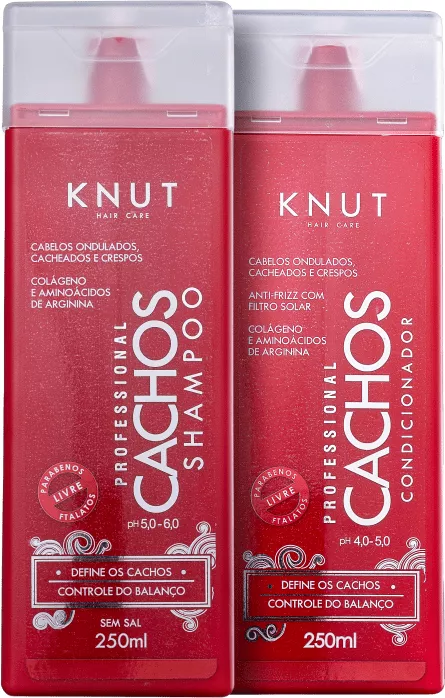 KNUT
HAIR CARE
CABELOS ONDULADOS,
CACHEADOS E CRESPOS
COLÁGENO
E AMINOÁCIDOS
DE ARGININA
PROFESSIONAL
CACHOS
SHAMPOO
pH 5,0-6,0
PARABENOS
LIVRE
FTALATOS
DEFINE OS CACHOS
CONTROLE DO BALANÇO
SEM SAL
250ml
KNUT
HAIR CARE
CABELOS ONDULADOS,
CACHEADOS E CRESPOS
ANTI-FRIZZ COM
FILTRO SOLAR
COLÁGENO
E AMINOÁCIDOS
DE ARGININA
PROFESSIONAL
CACHOS
CONDICIONADOR
pH 4,0-5,0
PARABENOS
LIVRE
FTALATOS
DEFINE OS CACHOS
CONTROLE DO BALANÇO
250ml